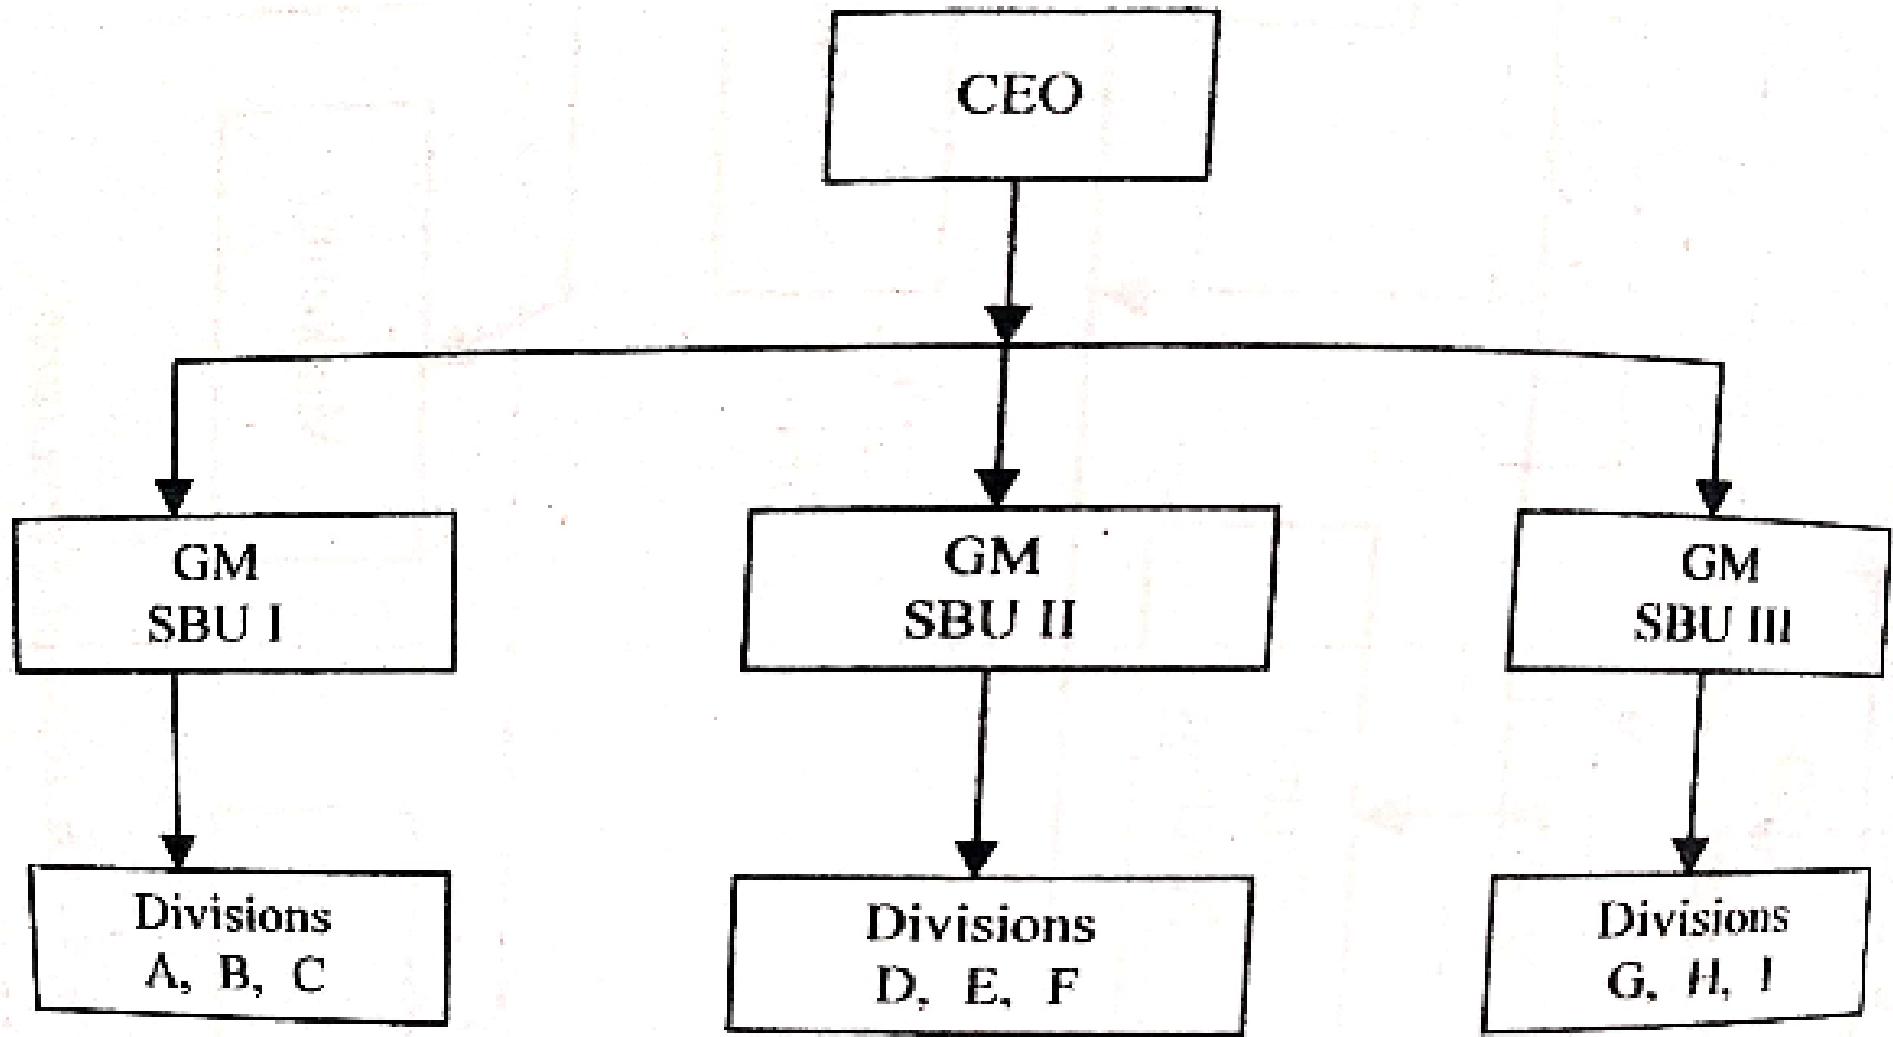 CEO
GM
SBU I
GM
SBU II
GM
SBU III
Divisions
A, B, C
Divisions
D, E, F
Divisions
G, H, I